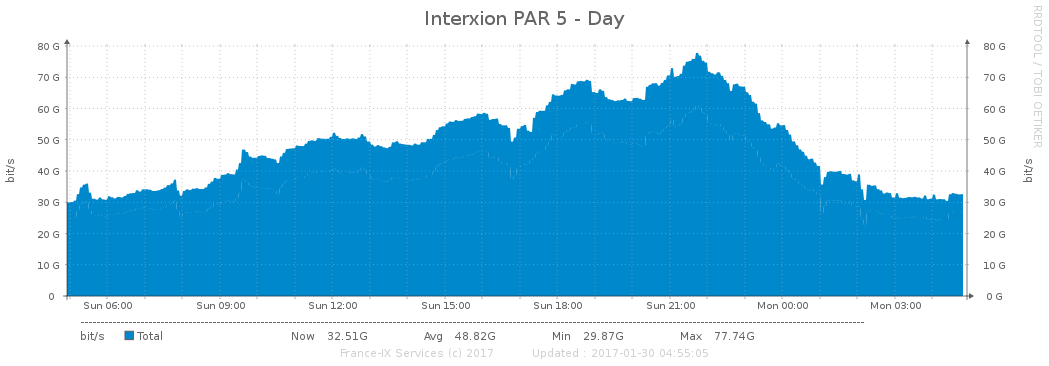 Interxion PAR 5 - Day
RRDTOOL / TOBI OETIKER
bit/s
80 G 80 G
70 G 70 G
60 G 60 G
50 G 50 G
40 G 40 G
30 G 30 G
20 G 20 G
10 G 10 G
0 0 G
bit/s
Sun 06:00 Sun 09:00 Sun 12:00 Sun 15:00 Sun 18:00 Sun 21:00 Mon 00:00 Mon 03:00
bit/s Total Now 32.51G Avg 48.82G Min 29.87G Max 77.74G
France-IX Services (c) 2017 Updated : 2017-01-30 04:55:05